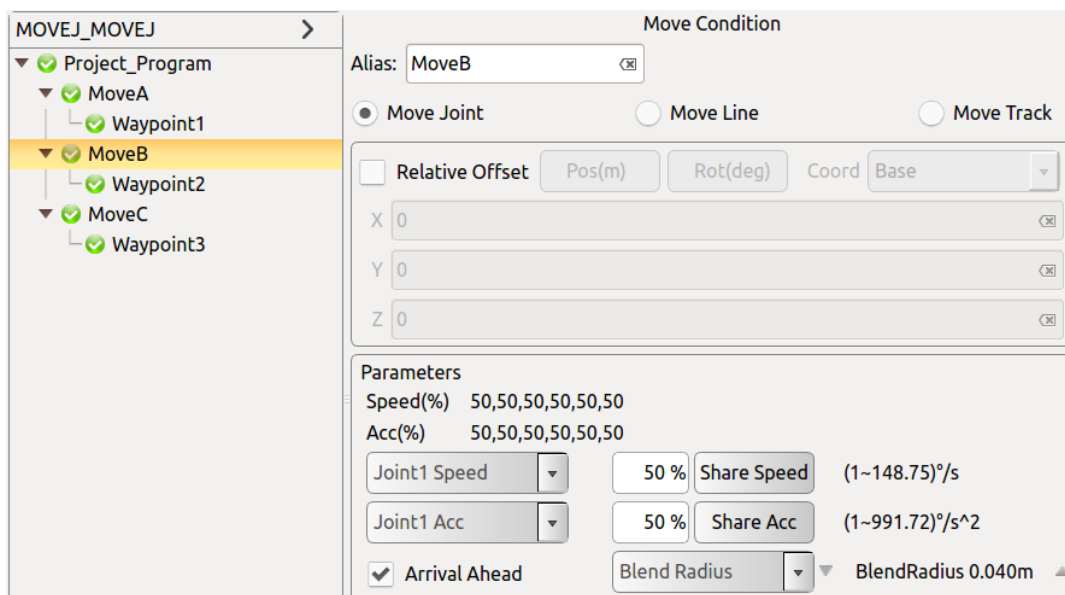 MOVEJ_MOVEJ
Project_Program
MoveA
Waypoint1
MoveB
Waypoint2
MoveC
Waypoint3
Move Condition
Alias: MoveB
Move Joint Move Line Move Track
Relative Offset Pos(m) Rot(deg) Coord Base
X 0
Y 0
Z 0
Parameters
Speed(%) 50,50,50,50,50,50
Acc(%) 50,50,50,50,50,50
Joint1 Speed 50 % Share Speed (1~148.75)°/s
Joint1 Acc 50 % Share Acc (1~991.72)°/s^2
Arrival Ahead Blend Radius BlendRadius 0.040m